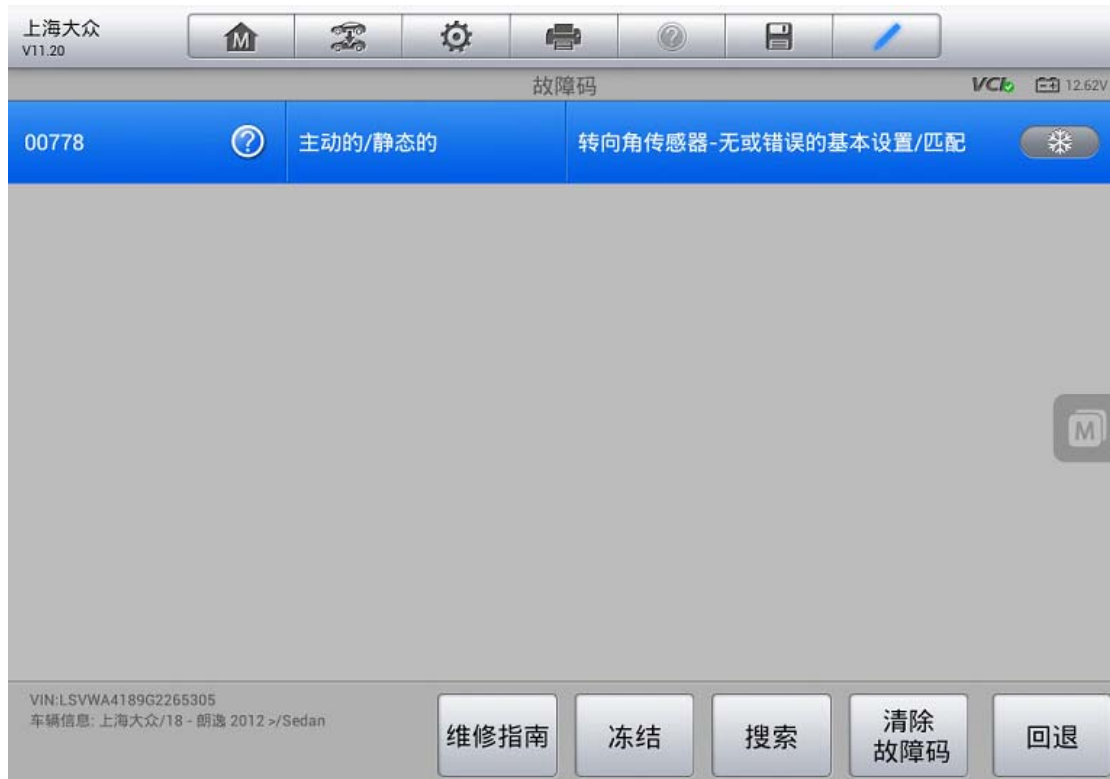 上海大众
V11.20
M
故障码
VCI
12.62V
00778
主动的/静态的
转向角传感器-无或错误的基本设置/匹配
M
VIN:LSVWA4189G2265305
车辆信息: 上海大众/18 - 朗逸 2012 >/Sedan
维修指南
冻结
搜索
清除
故障码
回退